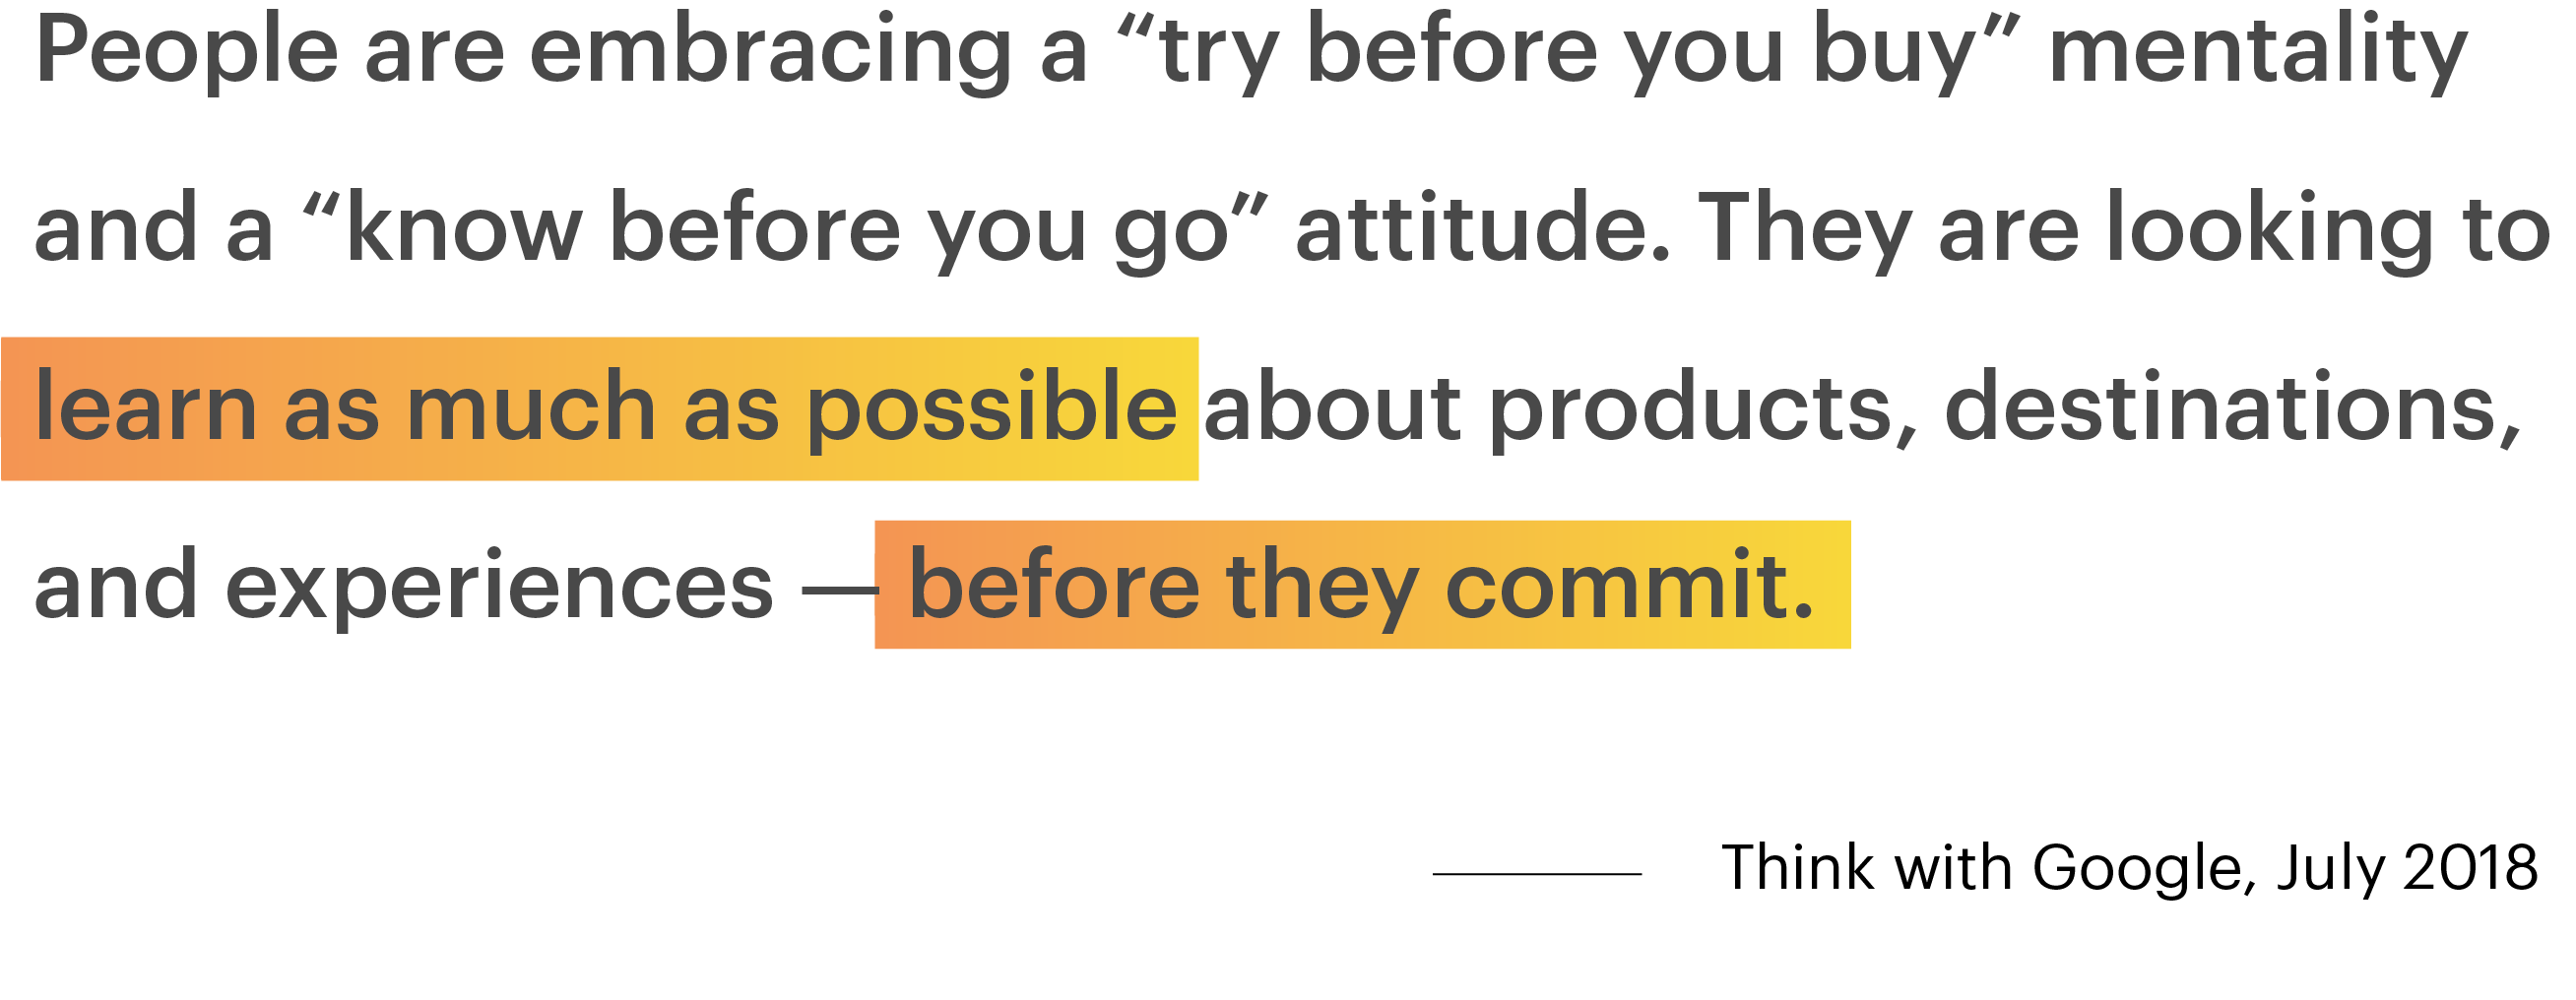 People are embracing a “try before you buy” mentality
and a “know before you go” attitude. They are looking to
learn as much as possible about products, destinations,
and experiences — before they commit.
Think with Google, July 2018